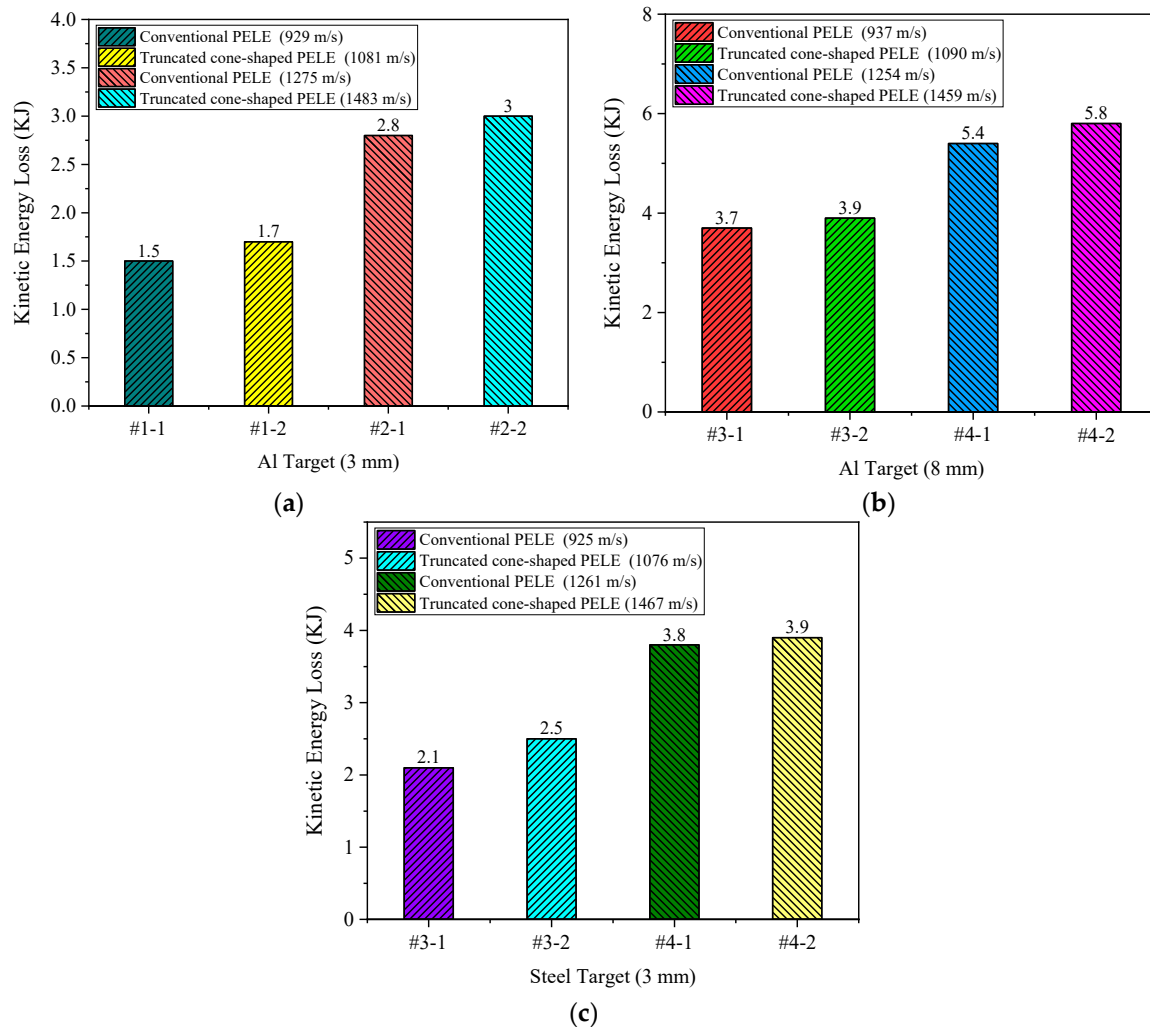 (a)
4.0
3.5
3.0
2.5
2.0
1.5
1.0
0.5
0.0
Kinetic Energy Loss (KJ)
Conventional PELE (929 m/s)
Truncated cone-shaped PELE (1081 m/s)
Conventional PELE (1275 m/s)
Truncated cone-shaped PELE (1483 m/s)
1.5
1.7
2.8
3
#1-1
#1-2
#2-1
#2-2
Al Target (3 mm)
8
6
4
2
0
Kinetic Energy Loss (KJ)
Conventional PELE (937 m/s)
Truncated cone-shaped PELE (1090 m/s)
Conventional PELE (1254 m/s)
Truncated cone-shaped PELE (1459 m/s)
3.7
3.9
5.4
5.8
#3-1
#3-2
#4-1
#4-2
Al Target (8 mm)
(b)
5
4
3
2
1
0
Kinetic Energy Loss (KJ)
Conventional PELE (925 m/s)
Truncated cone-shaped PELE (1076 m/s)
Conventional PELE (1261 m/s)
Truncated cone-shaped PELE (1467 m/s)
2.1
2.5
3.8
3.9
#3-1
#3-2
#4-1
#4-2
Steel Target (3 mm)
(c)